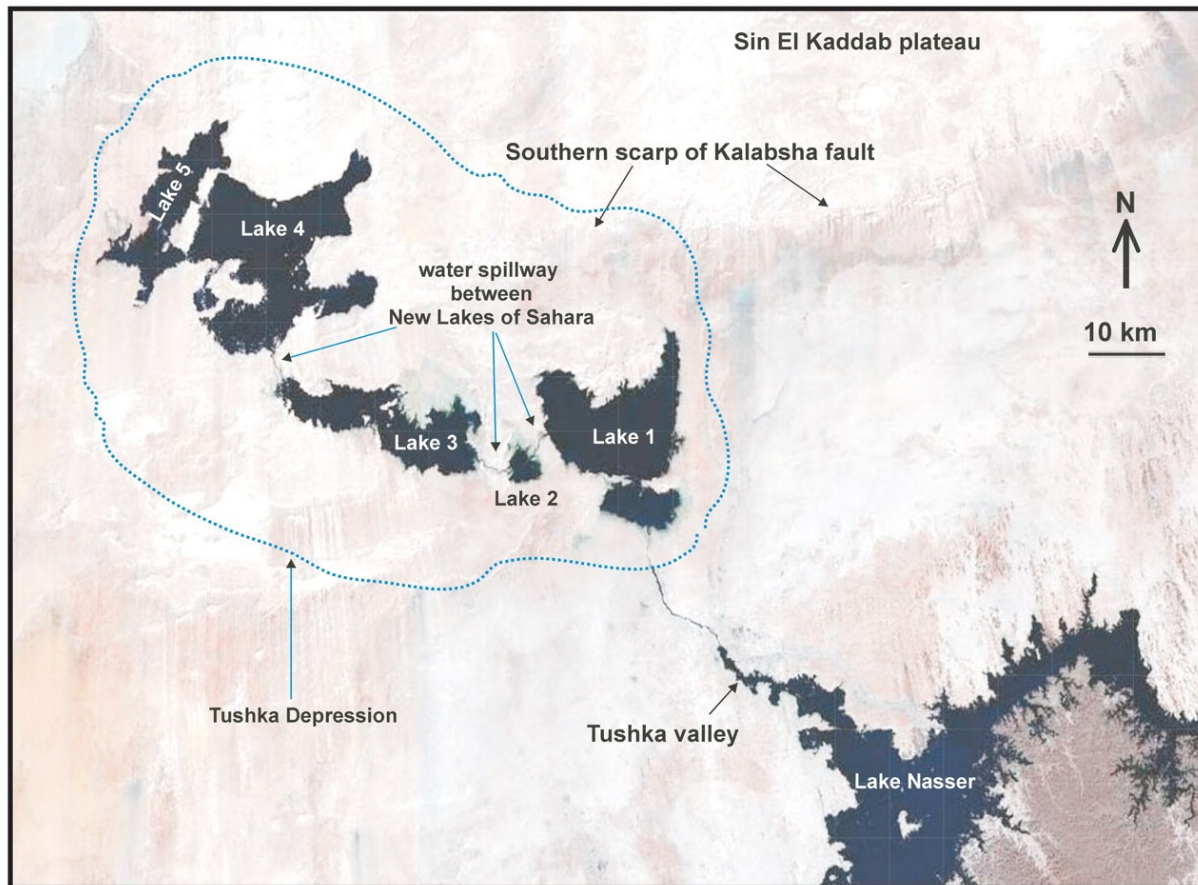 Sin El Kaddab plateau
Southern scarp of Kalabsha fault
Lake 5
Lake 4
N
water spillway
between
New Lakes of Sahara
10 km
Lake 3
Lake 1
Lake 2
Tushka Depression
Tushka valley
Lake Nasser